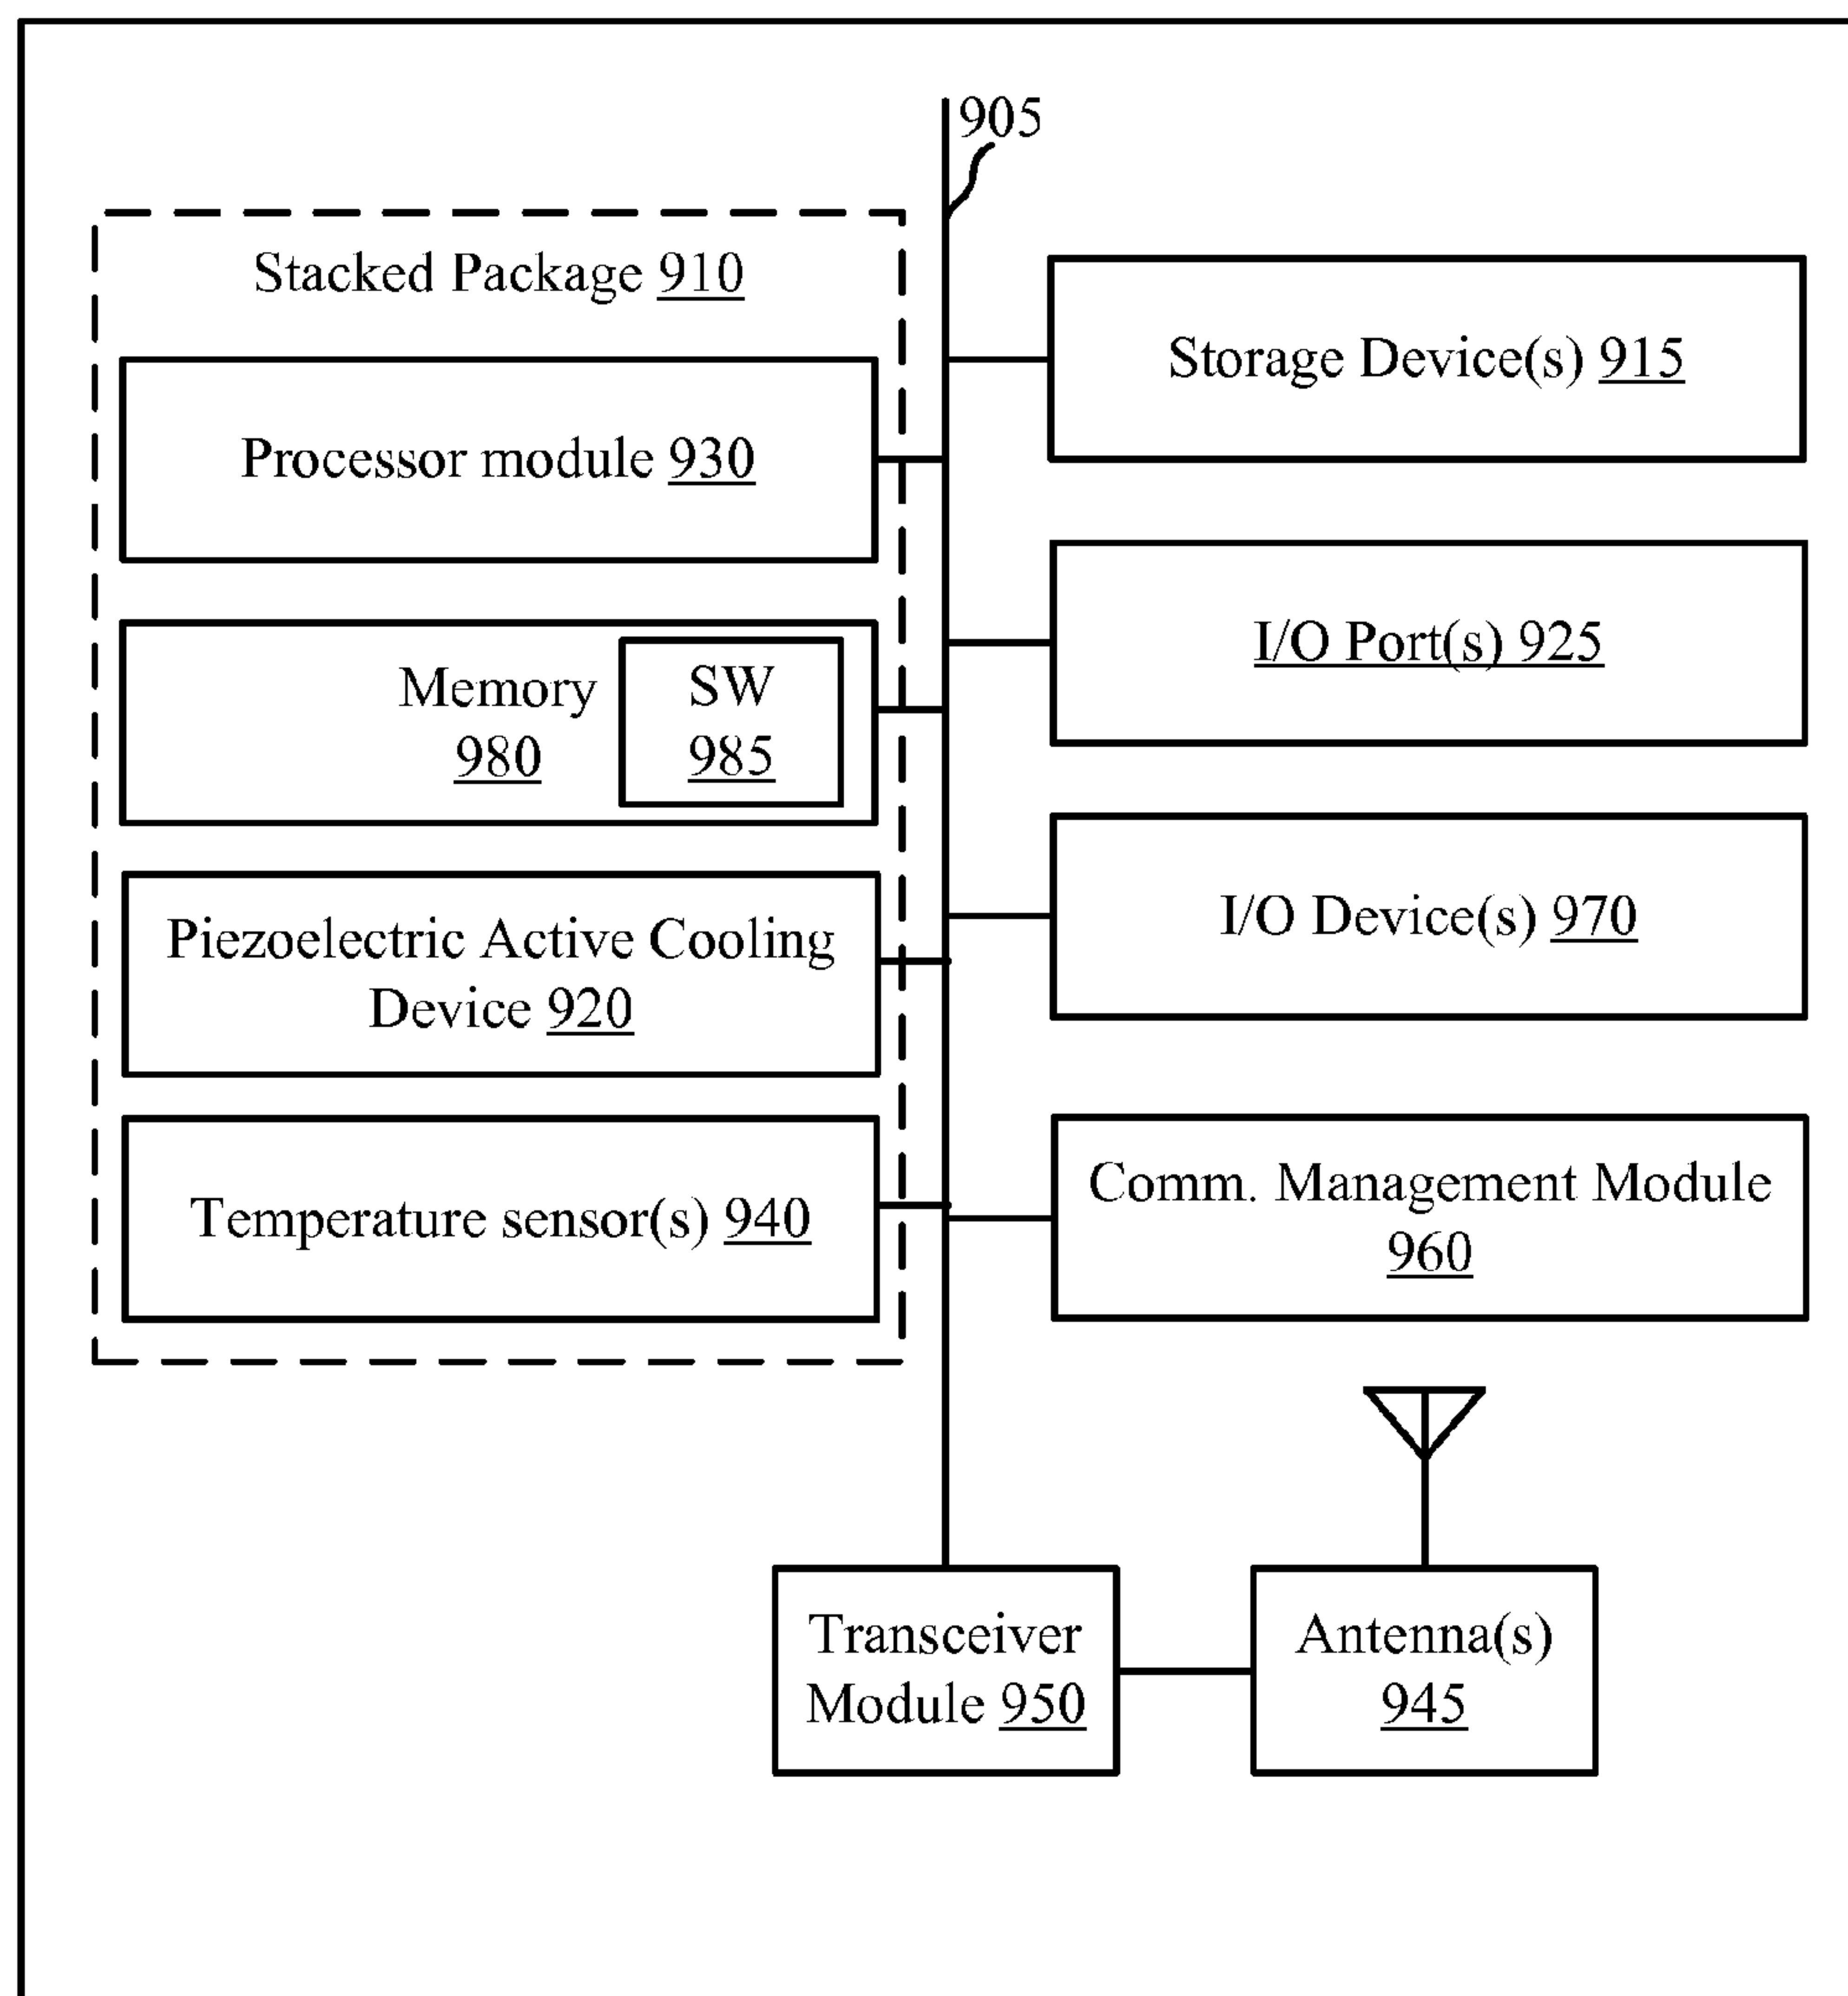 905
Stacked Package 910
Processor module 930
Memory
980
SW
985
Piezoelectric Active Cooling
Device 920
Temperature sensor(s) 940
Storage Device(s) 915
I/O Port(s) 925
I/O Device(s) 970
Comm. Management Module
960
Transceiver
Module 950
Antenna(s)
945